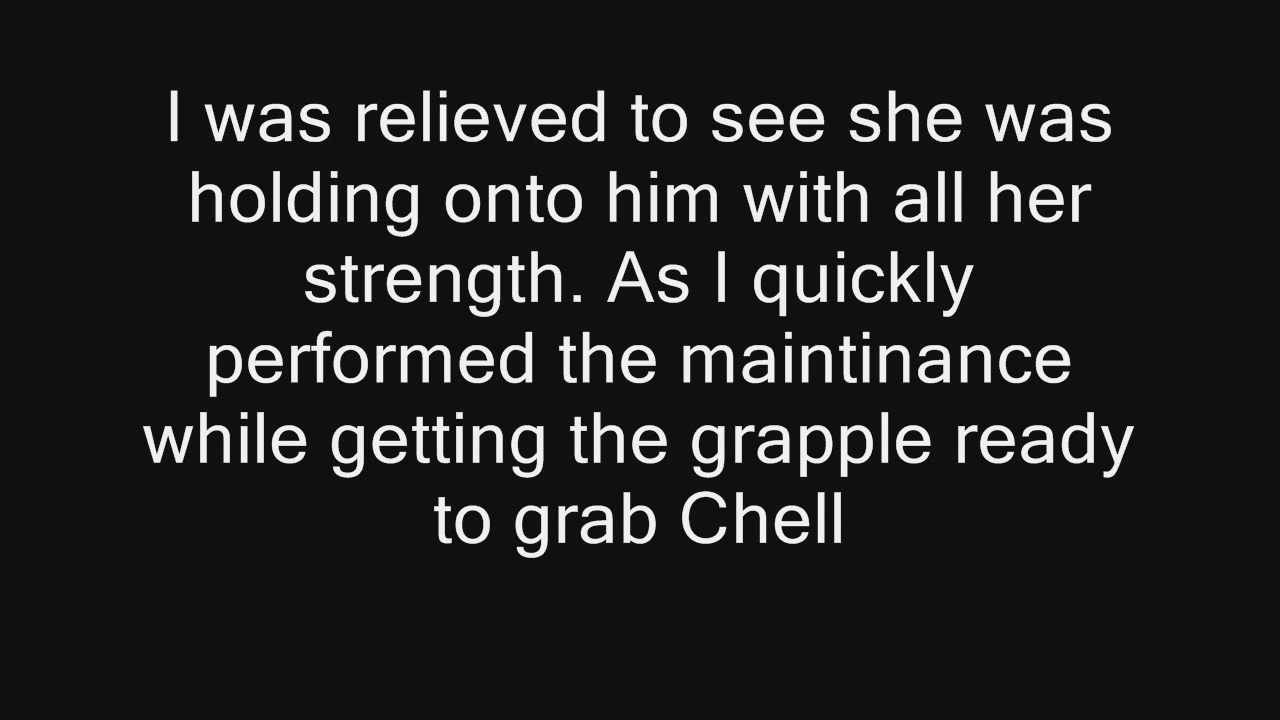 I was relieved to see she was
holding onto him with all her
strength. As I quickly
performed the maintinance
while getting the grapple ready
to grab Chell